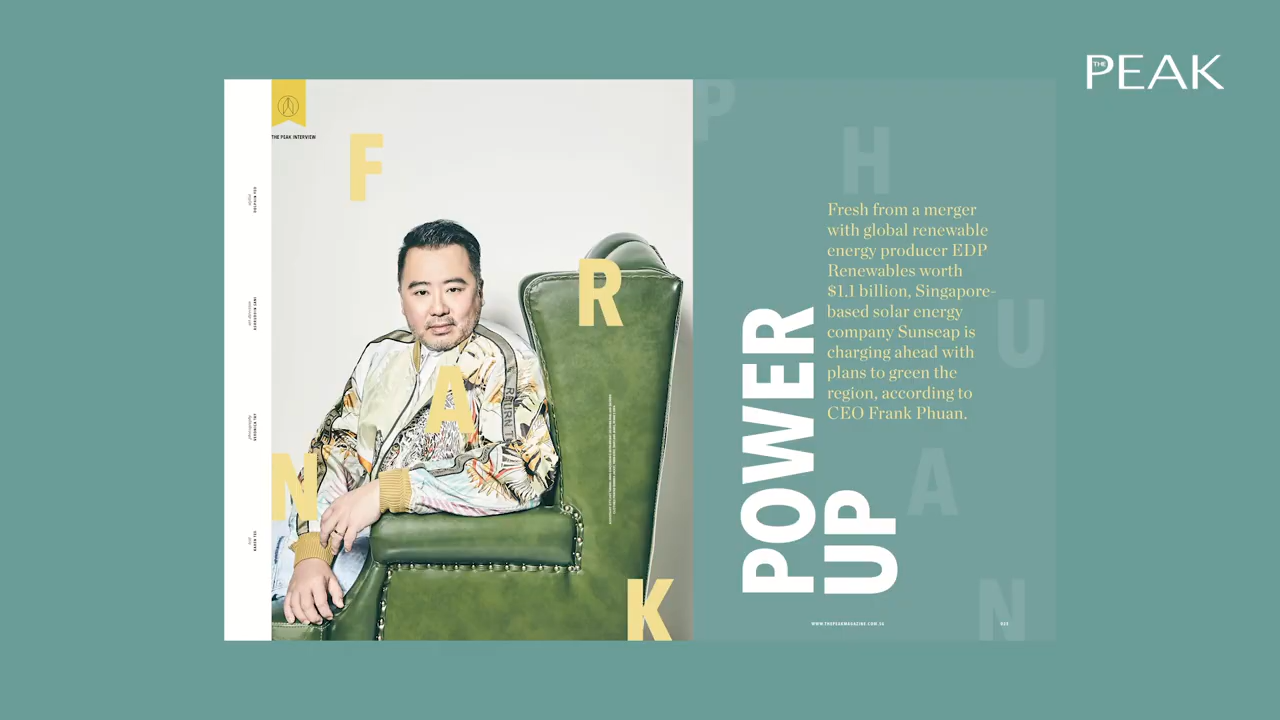 THE PEAK
THE PEAK INTERVIEW
F
R
A
N
K
RETURN T
P
H
U
A
N
POWER
UP
Fresh from a merger
with global renewable
energy producer EDP
Renewables worth
$1.1 billion, Singapore-
based solar energy
company Sunseap is
charging ahead with
plans to green the
region, according to
CEO Frank Phuan.
WWW.THEPEAKMAGAZINE.COM.SG